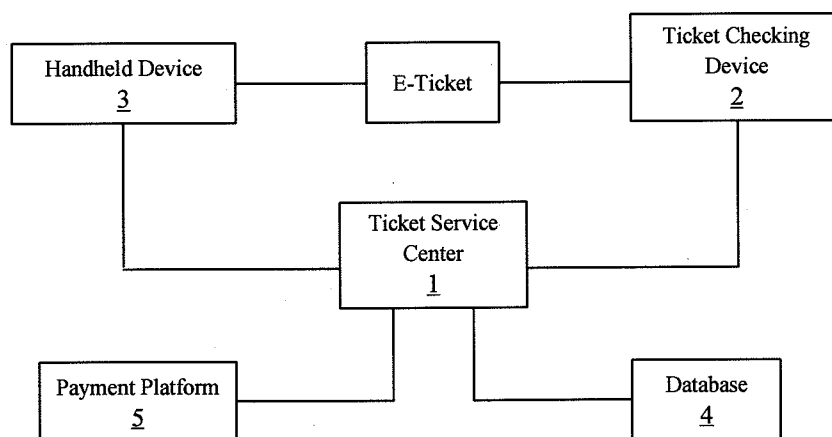 Handheld Device
3
E-Ticket
Ticket Checking
Device
2
Ticket Service
Center
1
Payment Platform
5
Database
4